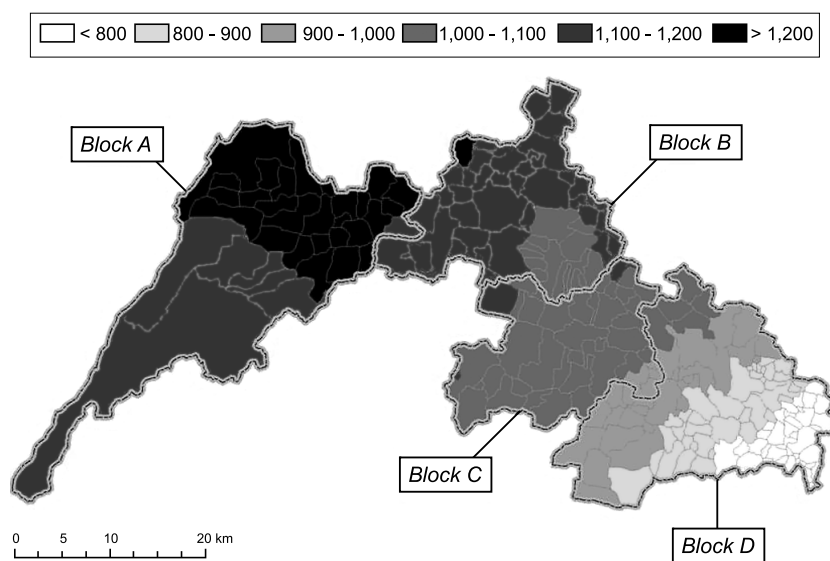 < 800 800 - 900 900 - 1,000 1,000 - 1,100 1,100 - 1,200 > 1,200
Block A
Block B
Block C
Block D
0 5 10 20 km